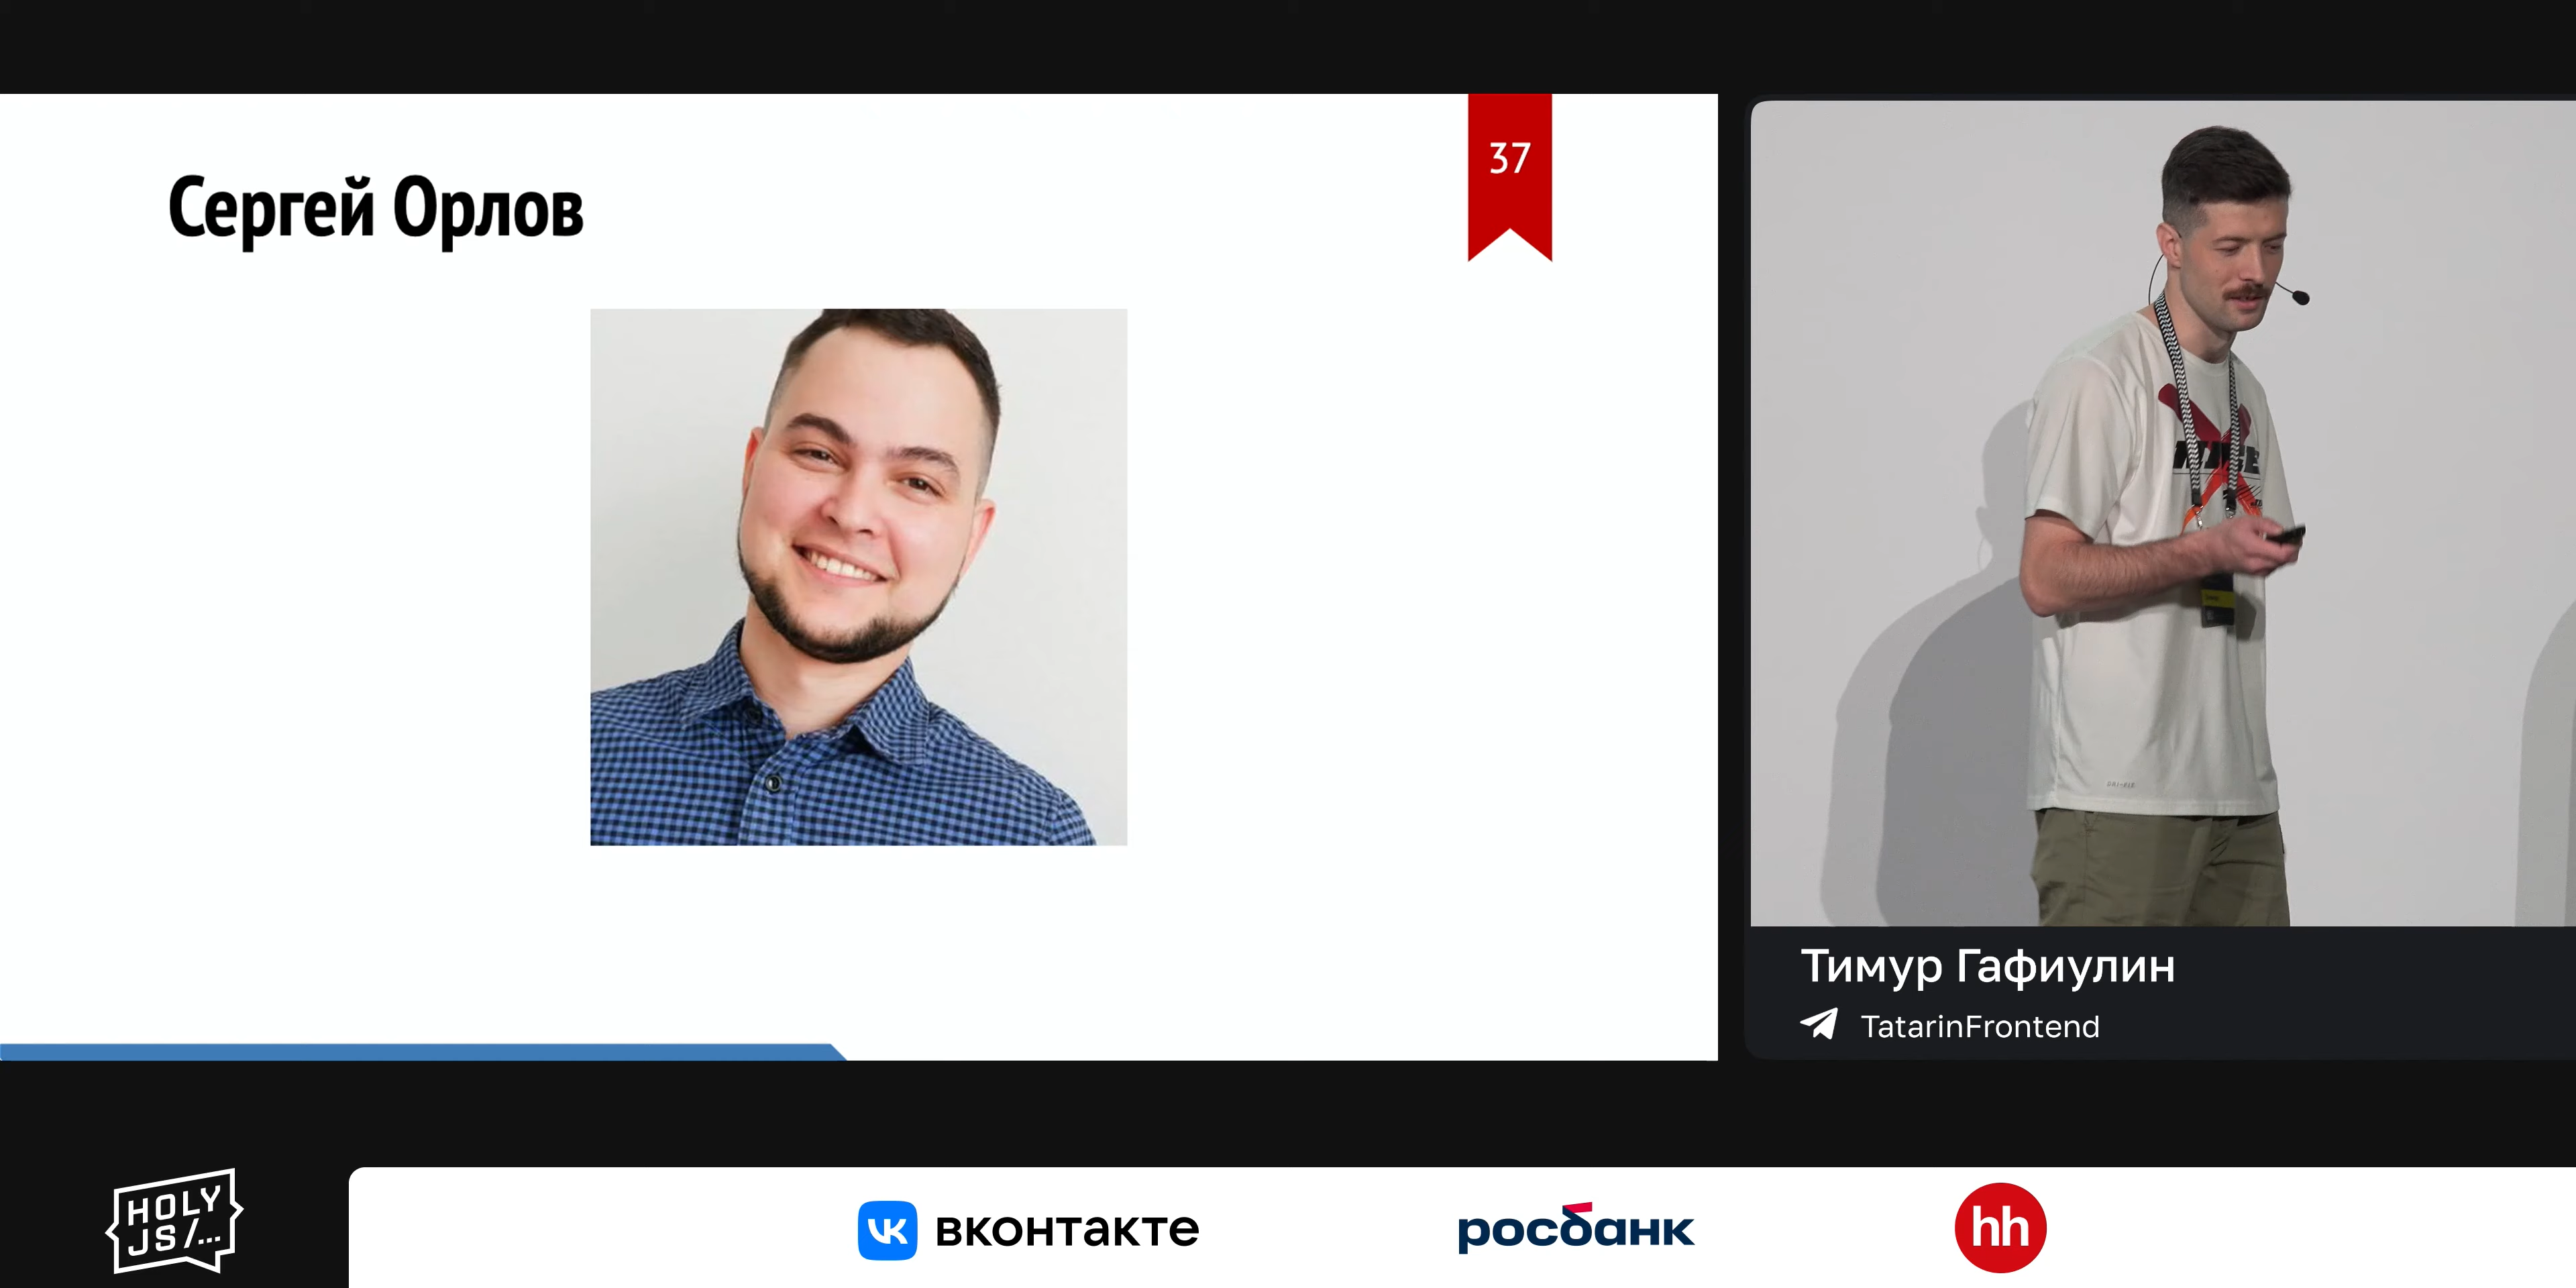 37
Сергей Орлов
Тимур Гафиулин
TatarinFrontend
HOLY
JS/...
вконтакте
росбанк
hh